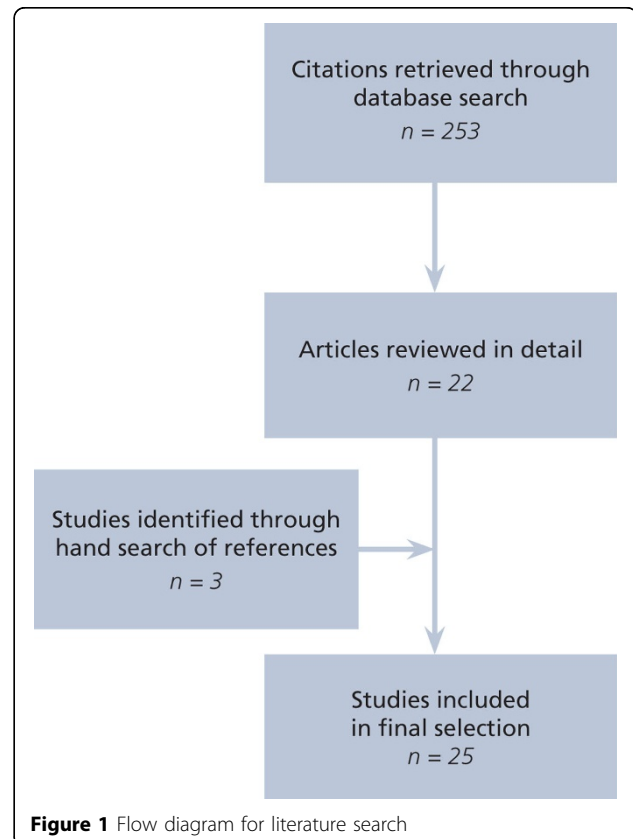 Citations retrieved through
database search
n = 253
Articles reviewed in detail
n = 22
Studies identified through
hand search of references
n = 3
Studies included
in final selection
n = 25
Figure 1 Flow diagram for literature search